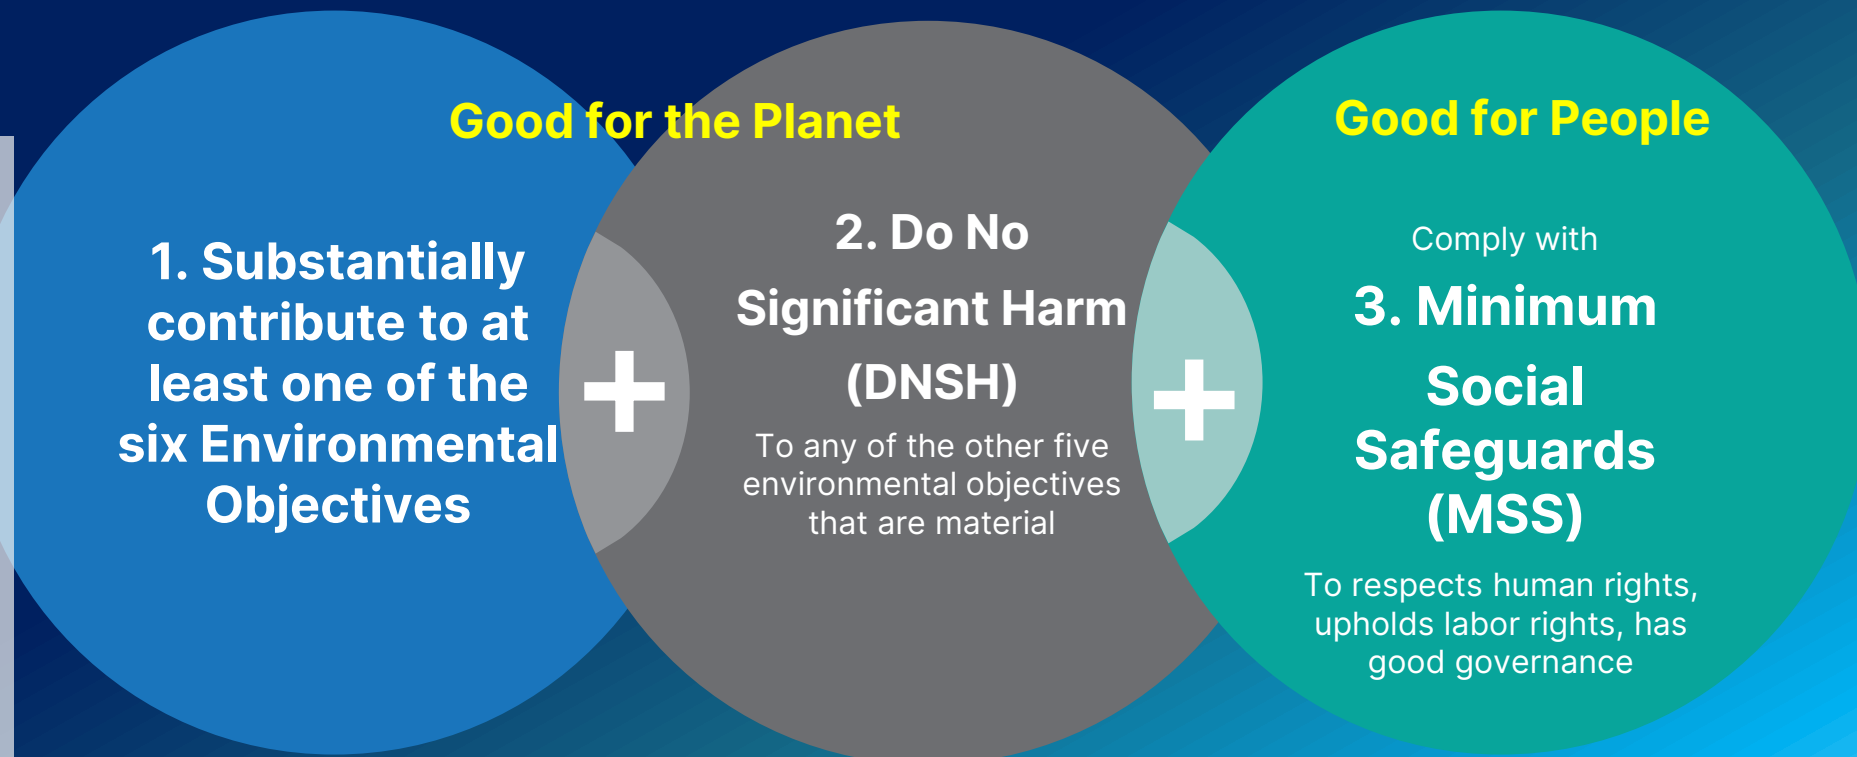 Good for the Planet
Good for People
1. Substantially
contribute to at
least one of the
six Environmental
Objectives
+
2. Do No
Significant Harm
(DNSH)
To any of the other five
environmental objectives
that are material
+
Comply with
3. Minimum
Social
Safeguards
(MSS)
To respects human rights,
upholds labor rights, has
good governance